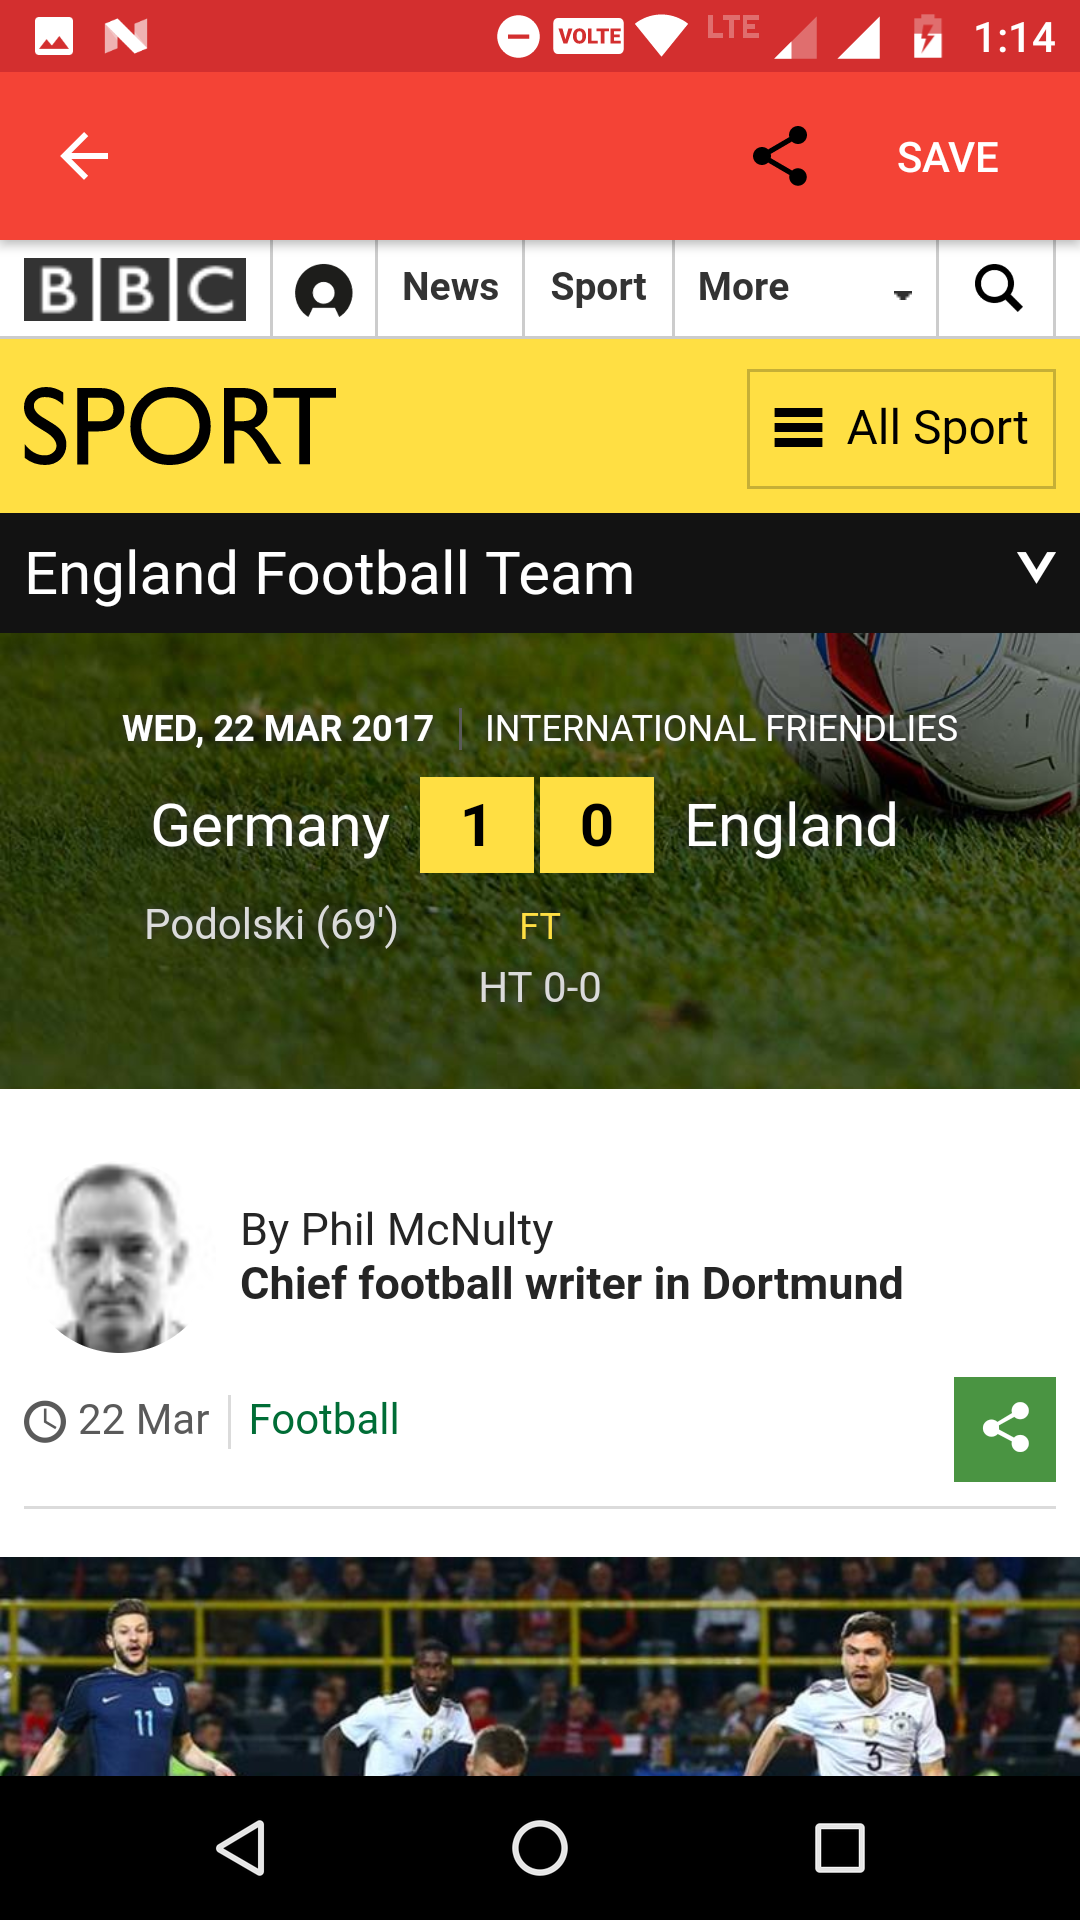 VOLTE LTE 1:14
SAVE
BBC News Sport More
SPORT All Sport
England Football Team
WED, 22 MAR 2017 INTERNATIONAL FRIENDLIES
Germany 1 0 England
Podolski (69') FT
HT 0-0
By Phil McNulty
Chief football writer in Dortmund
22 Mar Football
11
3